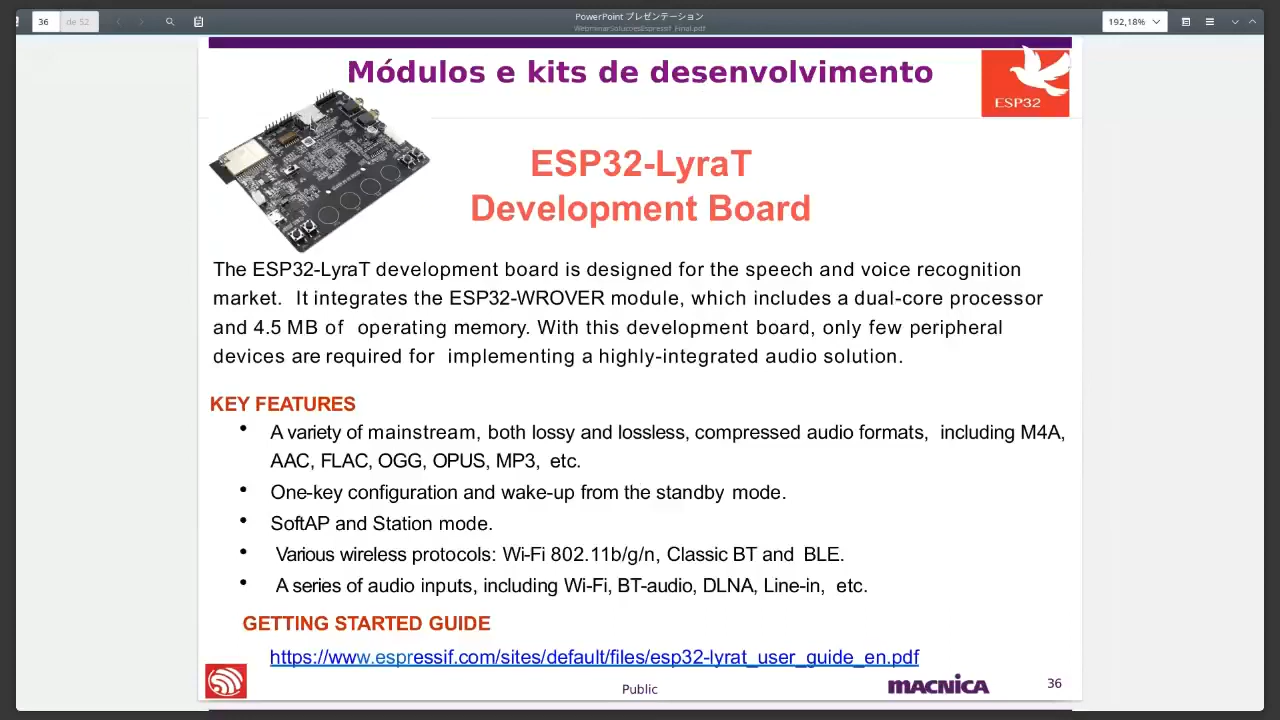 36
de 52
PowerPoint プレゼンテーション
WebminarSolucoesEspressif_Final.pdf
192,18%
Módulos e kits de desenvolvimento
ESP32
ESP32-LyraT
Development Board
The ESP32-LyraT development board is designed for the speech and voice recognition
market. It integrates the ESP32-WROVER module, which includes a dual-core processor
and 4.5 MB of operating memory. With this development board, only few peripheral
devices are required for implementing a highly-integrated audio solution.
KEY FEATURES
• A variety of mainstream, both lossy and lossless, compressed audio formats, including M4A,
AAC, FLAC, OGG, OPUS, MP3, etc.
• One-key configuration and wake-up from the standby mode.
• SoftAP and Station mode.
• Various wireless protocols: Wi-Fi 802.11b/g/n, Classic BT and BLE.
• A series of audio inputs, including Wi-Fi, BT-audio, DLNA, Line-in, etc.
GETTING STARTED GUIDE
https://www.espressif.com/sites/default/files/esp32-lyrat_user_guide_en.pdf
Public
MACNICA
36